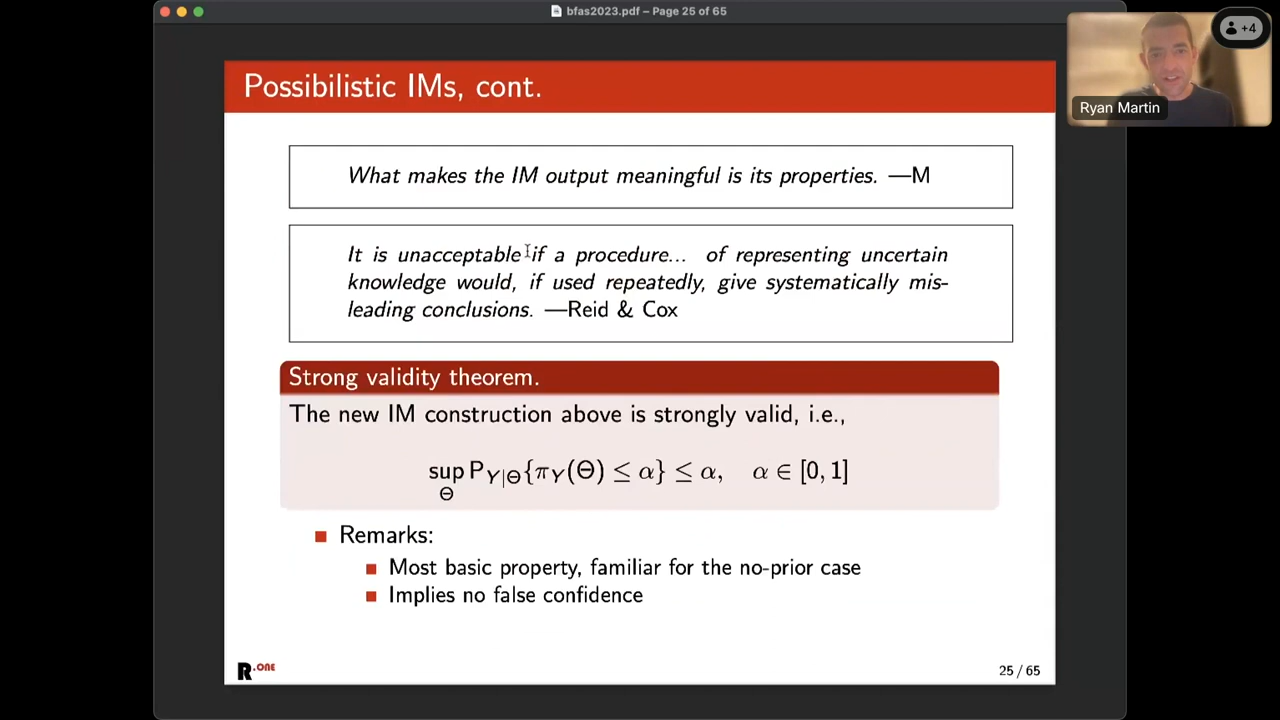 bfas2023.pdf – Page 25 of 65
+4
Ryan Martin
Possibilistic IMs, cont.
What makes the IM output meaningful is its properties. —M
It is unacceptable if a procedure... of representing uncertain
knowledge would, if used repeatedly, give systematically mis-
leading conclusions. —Reid & Cox
Strong validity theorem.
The new IM construction above is strongly valid, i.e.,
sup P_{Y|Θ}{π_Y(Θ) ≤ α} ≤ α, α ∈ [0, 1]
Θ
Remarks:
Most basic property, familiar for the no-prior case
Implies no false confidence
R.ONE
25 / 65